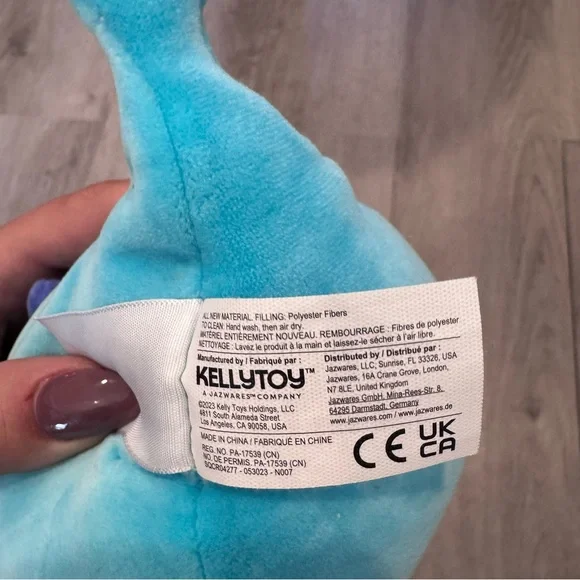 ALL NEW MATERIAL. FILLING: Polyester Fibers
TO CLEAN: Hand wash, then air dry.
MATÉRIEL ENTIÈREMENT NOUVEAU. REMBOURRAGE : Fibres de polyester
NETTOYAGE : Lavez le produit à la main et laissez-le sécher à l'air libre.
Manufactured by / Fabriqué par :
KELLYTOY™
A JAZWARES™ COMPANY
©2023 Kelly Toys Holdings, LLC
4811 South Alameda Street
Los Angeles, CA 90058, USA
Distributed by / Distribué par :
Jazwares, LLC, Sunrise, FL 33326, USA
Jazwares, 16A Crane Grove, London,
N7 8LE, United Kingdom
Jazwares GmbH, Mina-Rees-Str. 8,
64295 Darmstadt, Germany
www.jazwares.com / www.jazwares.de
MADE IN CHINA / FABRIQUÉ EN CHINE
REG. NO. PA-17539 (CN)
NO. DE PERMIS. PA-17539 (CN)
SQCR04277 - 053023 - N007
CE UK
CA